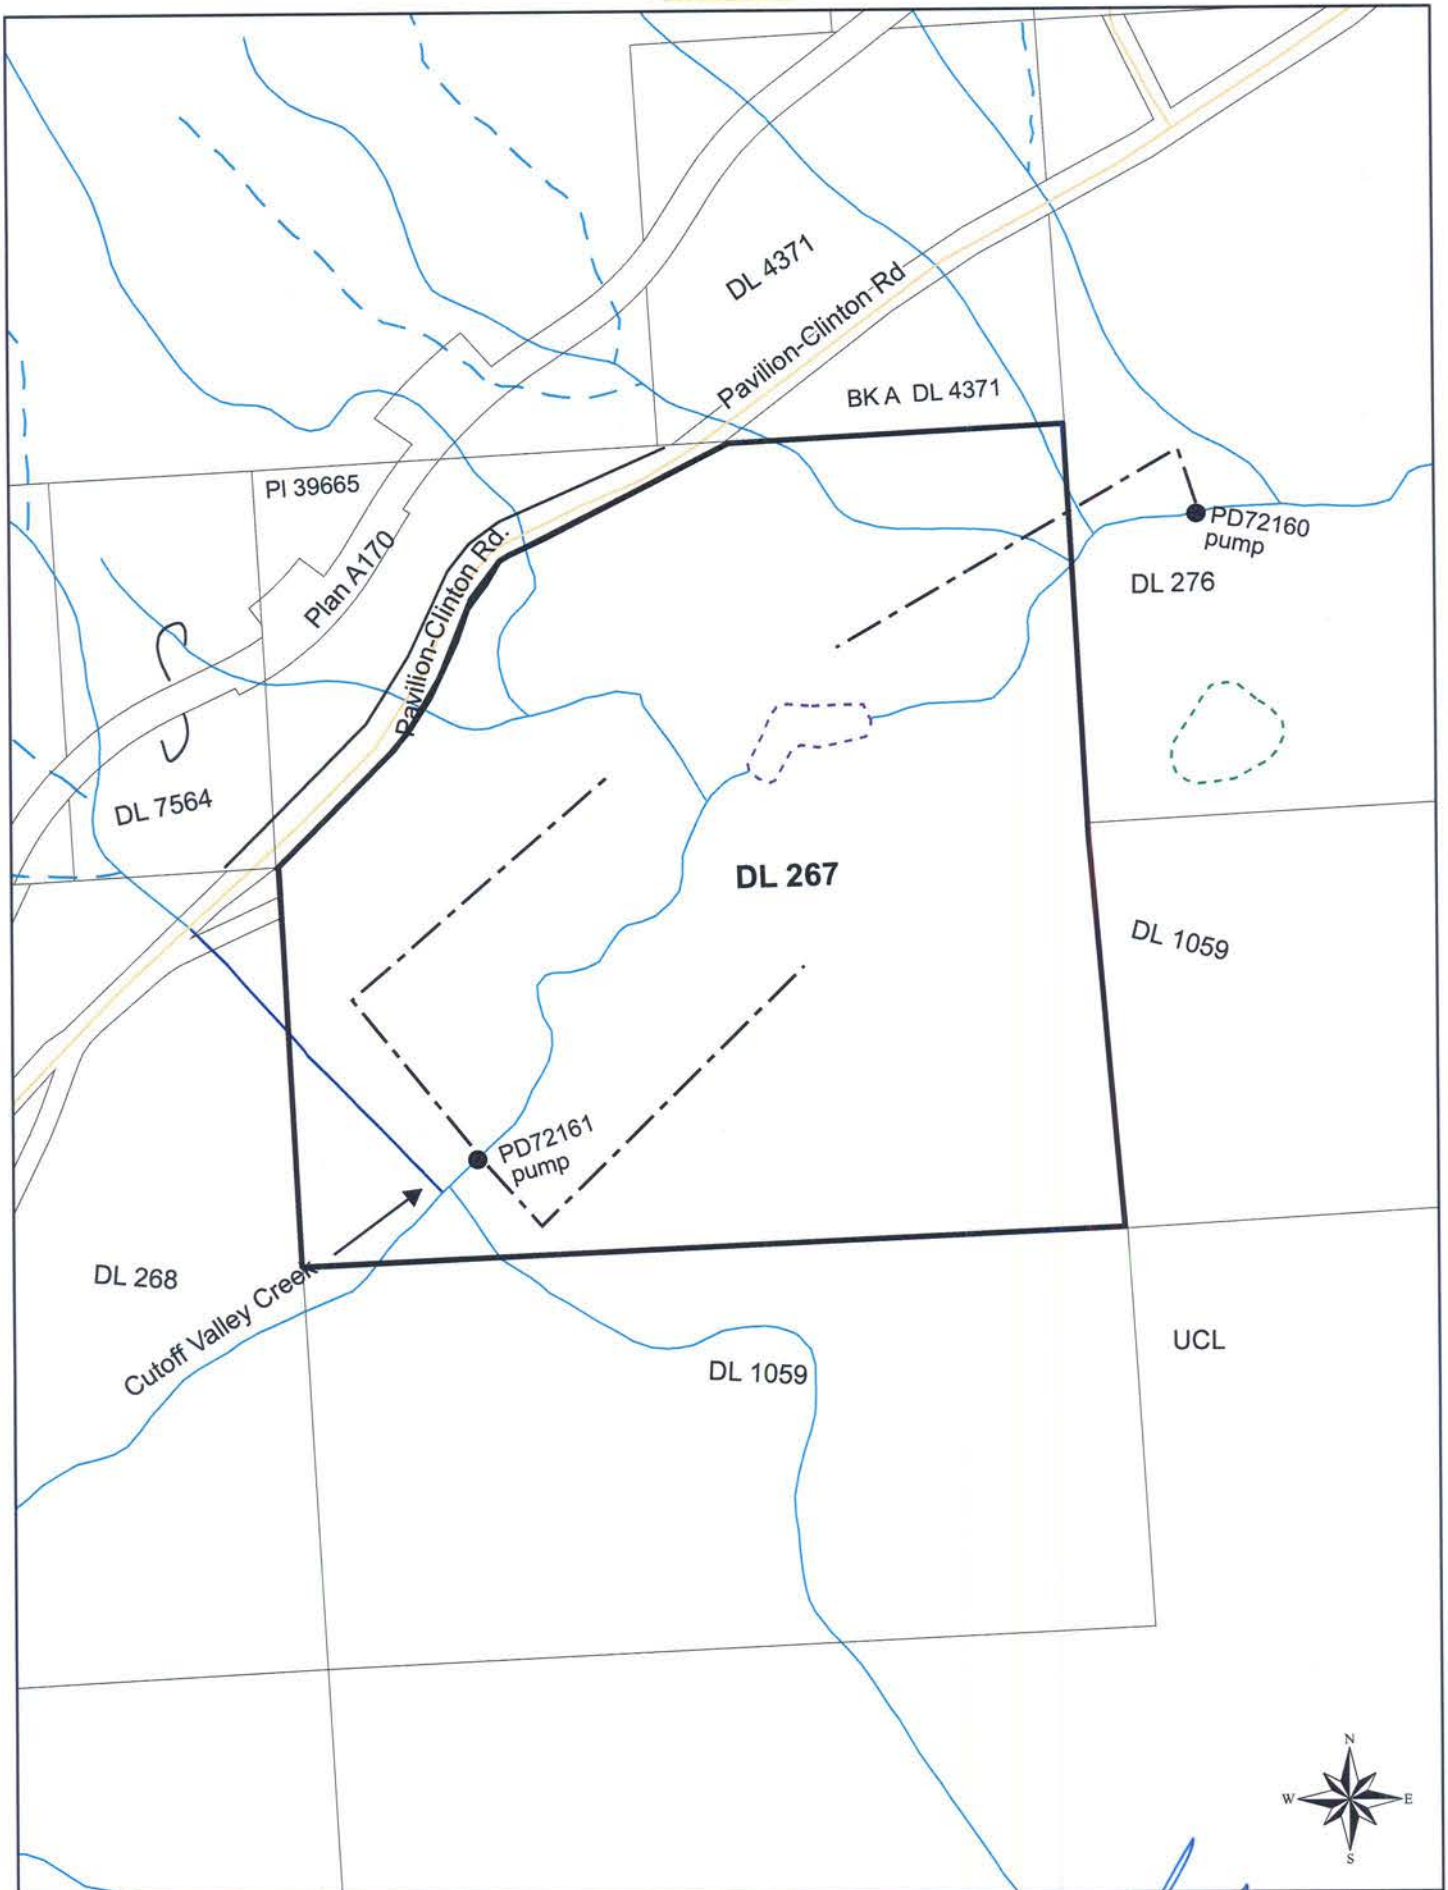 DL 4371
Pavilion-Clinton-Rd
BK A DL 4371
Pl 39665
Plan A170
Pavilion-Clinton Rd.
PD72160
pump
DL 276
DL 7564
DL 267
DL 1059
PD72161
pump
DL 268
Cutoff Valley Creek
UCL
DL 1059
N
W
E
S